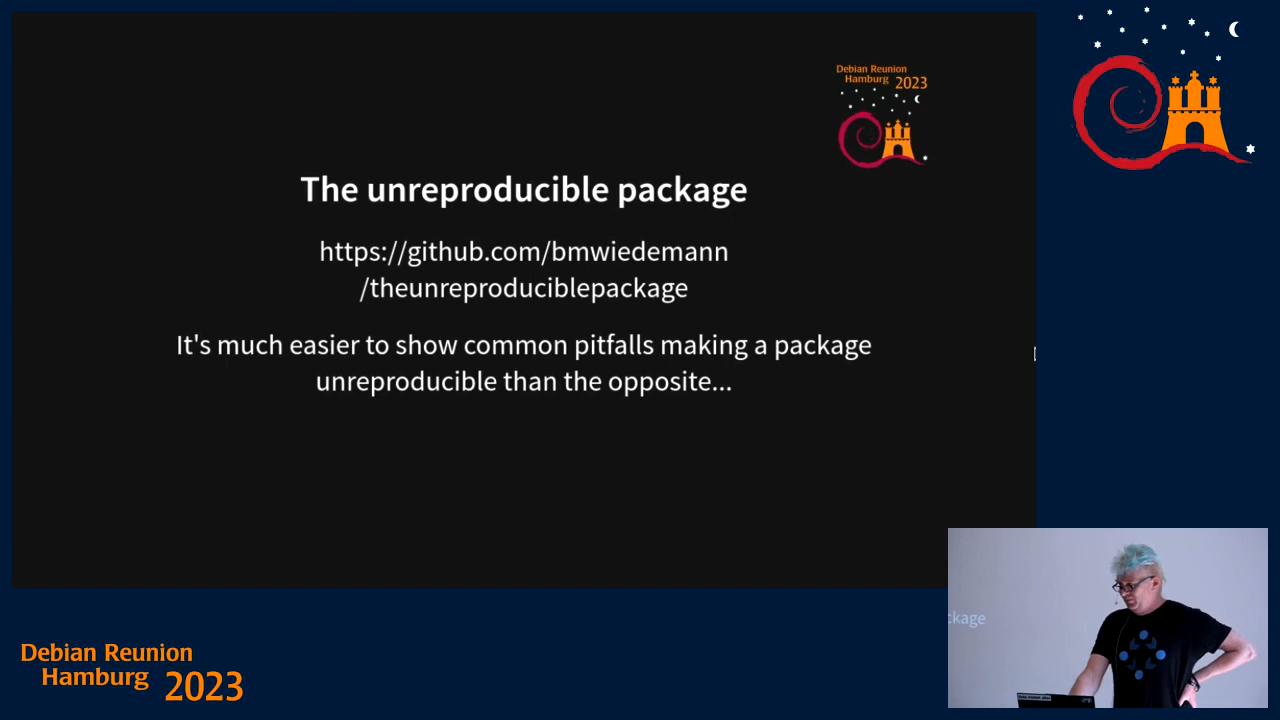 Debian Reunion
Hamburg 2023
The unreproducible package
https://github.com/bmwiedemann
/theunreproduciblepackage
It's much easier to show common pitfalls making a package
unreproducible than the opposite...
ckage
Debian Reunion
Hamburg 2023